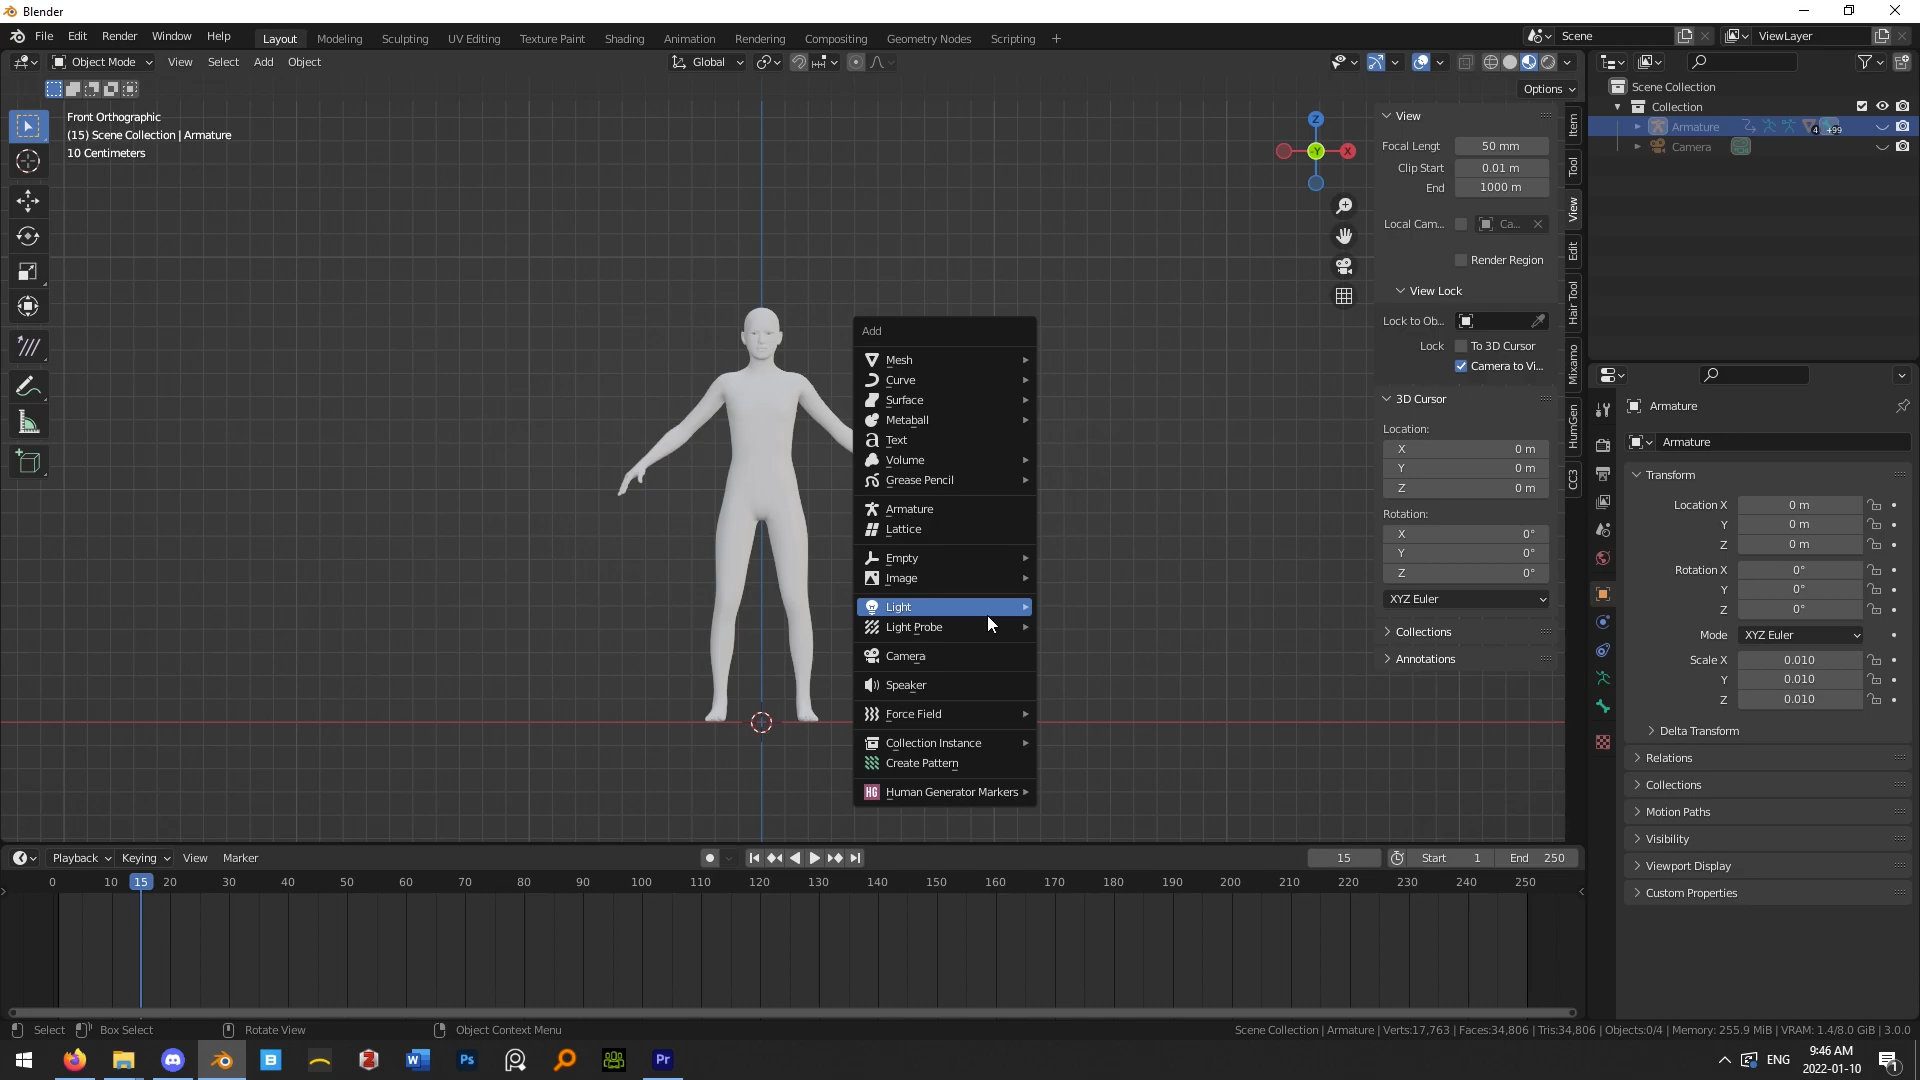 Blender
File Edit Render Window Help
Layout Modeling Sculpting UV Editing Texture Paint Shading Animation Rendering Compositing Geometry Nodes Scripting +
Scene
ViewLayer
Object Mode View Select Add Object
Global
Options
Front Orthographic
(15) Scene Collection | Armature
10 Centimeters
Z
-Y
X
View
Focal Lengt 50 mm
Clip Start 0.01 m
End 1000 m
Local Cam... Ca...
Render Region
View Lock
Lock to Ob...
Lock To 3D Cursor
Camera to Vi...
3D Cursor
Location:
X 0 m
Y 0 m
Z 0 m
Rotation:
X 0°
Y 0°
Z 0°
XYZ Euler
Collections
Annotations
Item
Tool
View
Edit
Hair Tool
Mixamo
HumGen
CC3
Add
Mesh
Curve
Surface
Metaball
Text
Volume
Grease Pencil
Armature
Lattice
Empty
Image
Light
Light Probe
Camera
Speaker
Force Field
Collection Instance
Create Pattern
HG Human Generator Markers
Scene Collection
Collection
Armature 4 +99
Camera
Armature
Armature
Transform
Location X 0 m
Y 0 m
Z 0 m
Rotation X 0°
Y 0°
Z 0°
Mode XYZ Euler
Scale X 0.010
Y 0.010
Z 0.010
Delta Transform
Relations
Collections
Motion Paths
Visibility
Viewport Display
Custom Properties
Playback Keying View Marker
15 Start 1 End 250
0 10 15 20 30 40 50 60 70 80 90 100 110 120 130 140 150 160 170 180 190 200 210 220 230 240 250
Select Box Select Rotate View Object Context Menu
Scene Collection | Armature | Verts:17,763 | Faces:34,806 | Tris:34,806 | Objects:0/4 | Memory: 255.9 MiB | VRAM: 1.4/8.0 GiB | 3.0.0
B Z W Ps Pr
ENG
9:46 AM
2022-01-10
1